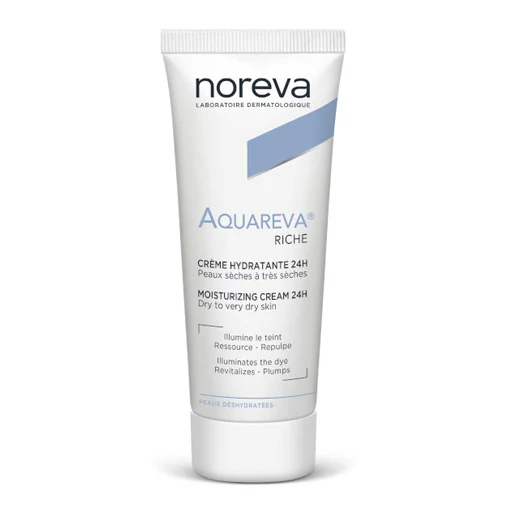 noreva
LABORATOIRE DERMATOLOGIQUE
AQUAREVA®
RICHE
CRÈME HYDRATANTE 24H
Peaux sèches à très sèches
MOISTURIZING CREAM 24H
Dry to very dry skin
Illumine le teint
Ressource - Repulpe
Illuminates the dye
Revitalizes - Plumps
PEAUX DÉSHYDRATÉES